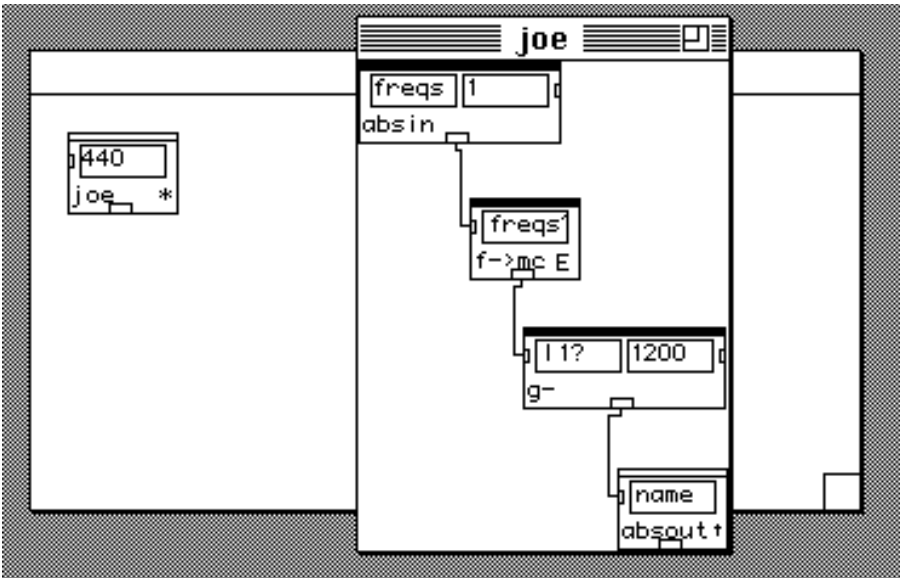 joe
freqs 1
absin
440
joe *
freqs^
f->mc E
l1? 1200
g-
name
absout↑